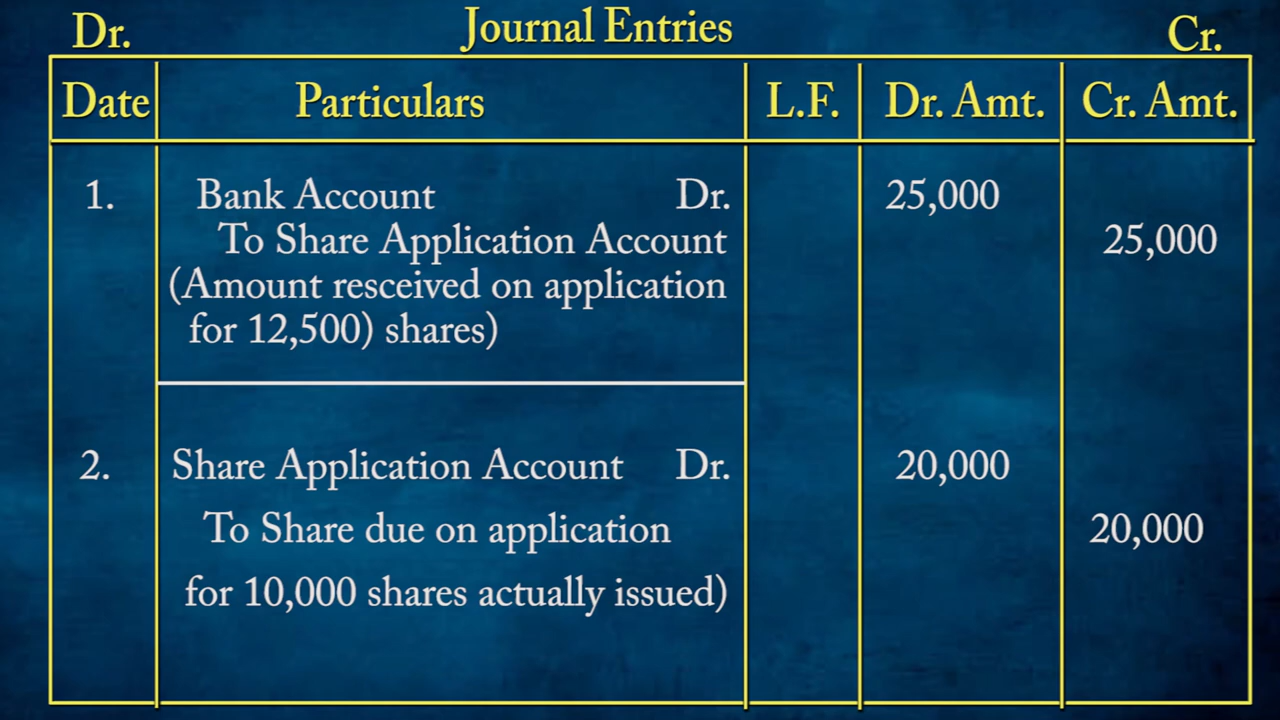 Dr. Journal Entries Cr.
Date Particulars L.F. Dr. Amt. Cr. Amt.
1. Bank Account Dr. 25,000
To Share Application Account 25,000
(Amount resceived on application
for 12,500) shares)
2. Share Application Account Dr. 20,000
To Share due on application 20,000
for 10,000 shares actually issued)